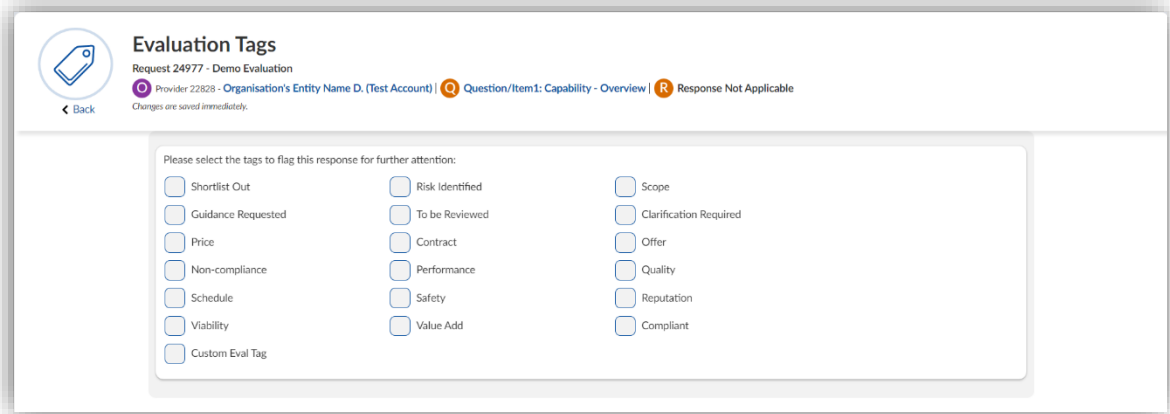 Evaluation Tags
Request 24977 - Demo Evaluation
O Provider 22828 - Organisation's Entity Name D. (Test Account) | Q Question/Item1: Capability - Overview | R Response Not Applicable
Back
Changes are saved immediately.
Please select the tags to flag this response for further attention:
Shortlist Out Risk Identified Scope
Guidance Requested To be Reviewed Clarification Required
Price Contract Offer
Non-compliance Performance Quality
Schedule Safety Reputation
Viability Value Add Compliant
Custom Eval Tag